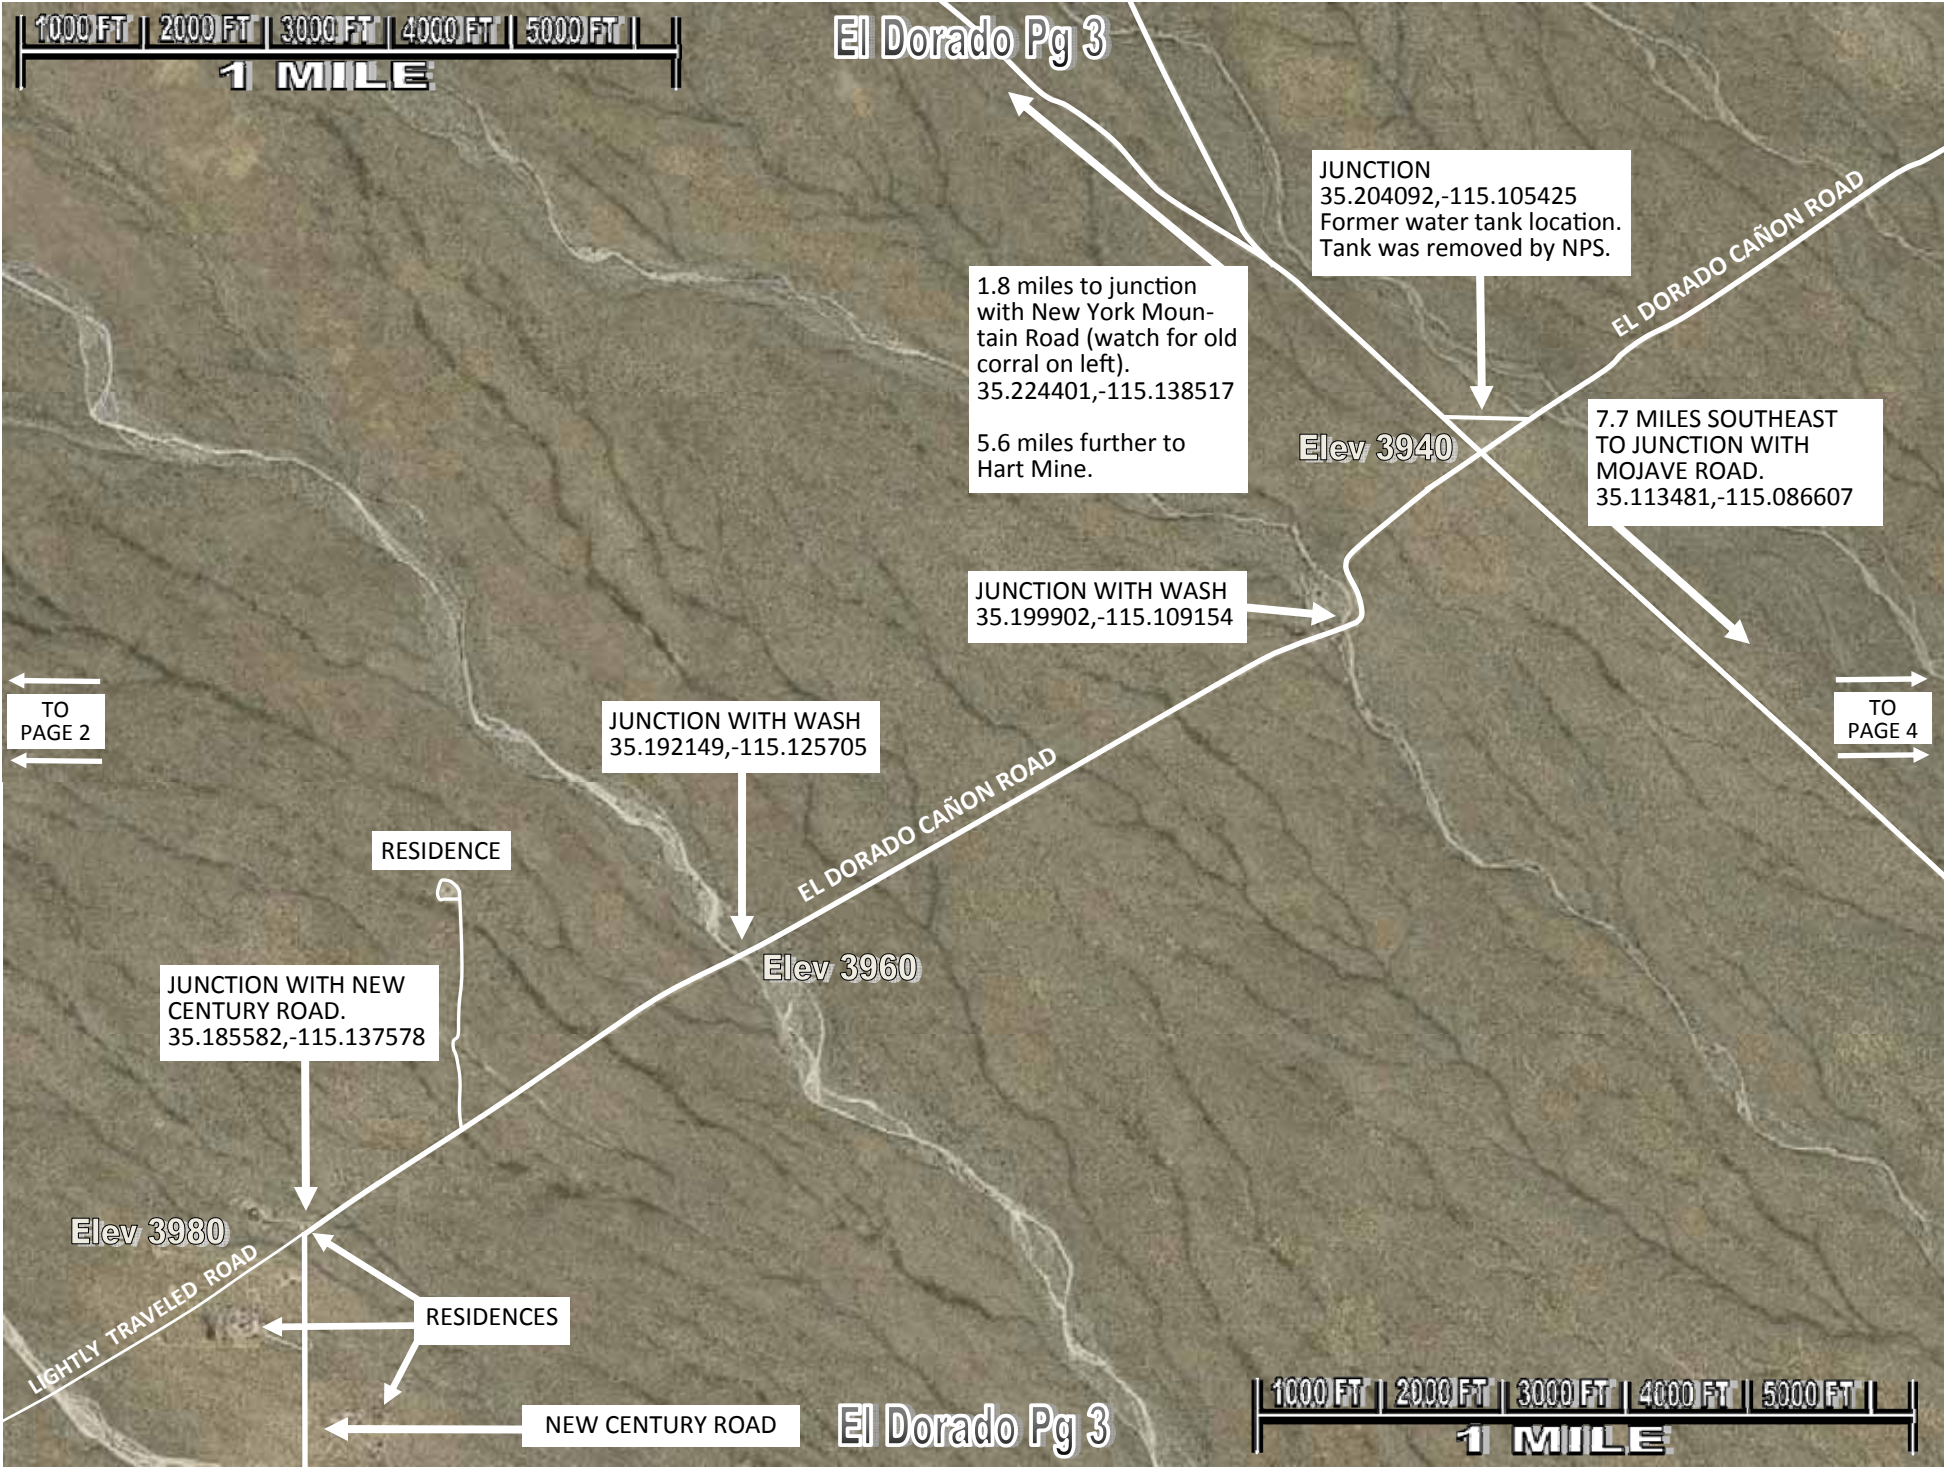 1000 FT 2000 FT 3000 FT 4000 FT 5000 FT
1 MILE
El Dorado Pg 3
JUNCTION
35.204092,-115.105425
Former water tank location.
Tank was removed by NPS.
EL DORADO CAÑON ROAD
1.8 miles to junction
with New York Moun-
tain Road (watch for old
corral on left).
35.224401,-115.138517
5.6 miles further to
Hart Mine.
Elev 3940
7.7 MILES SOUTHEAST
TO JUNCTION WITH
MOJAVE ROAD.
35.113481,-115.086607
JUNCTION WITH WASH
35.199902,-115.109154
TO
PAGE 2
TO
PAGE 4
JUNCTION WITH WASH
35.192149,-115.125705
EL DORADO CAÑON ROAD
RESIDENCE
Elev 3960
JUNCTION WITH NEW
CENTURY ROAD.
35.185582,-115.137578
Elev 3980
LIGHTLY TRAVELED ROAD
RESIDENCES
NEW CENTURY ROAD
El Dorado Pg 3
1000 FT 2000 FT 3000 FT 4000 FT 5000 FT
1 MILE